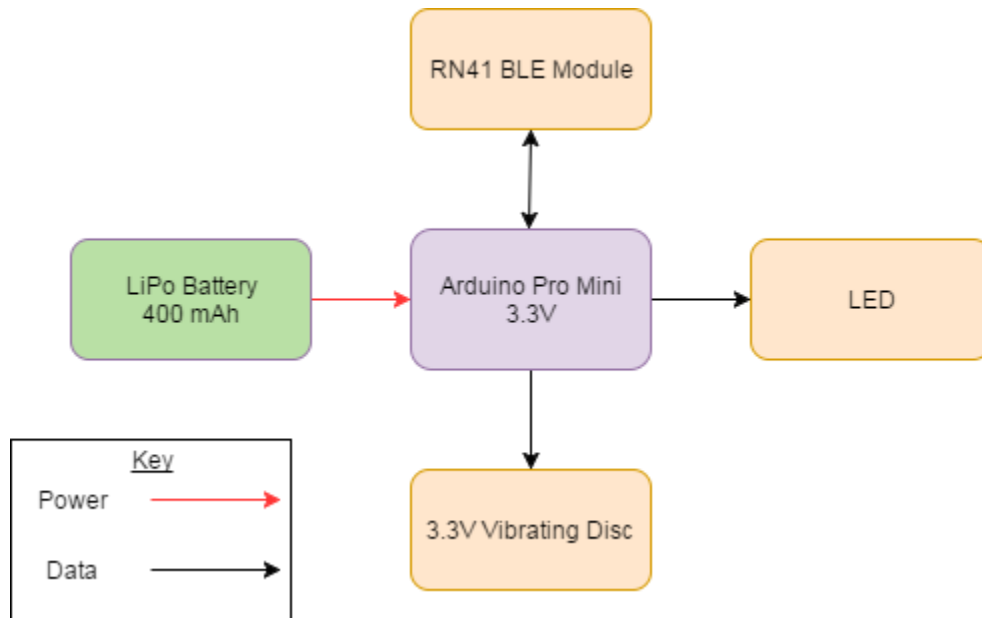 RN41 BLE Module
LiPo Battery
400 mAh
Arduino Pro Mini
3.3V
LED
3.3V Vibrating Disc
Key
Power
Data